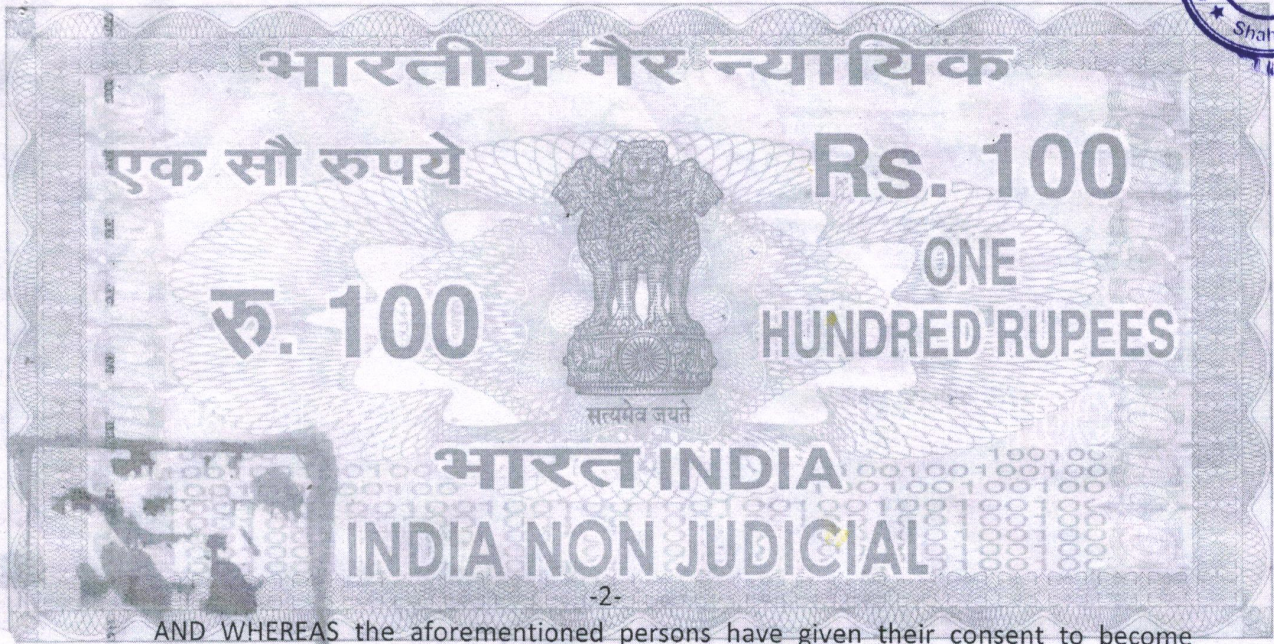 Shah
भारतीय गैर न्यायिक
एक सौ रुपये
Rs. 100
रु. 100
ONE
HUNDRED RUPEES
सत्यमेव जयते
भारत INDIA
INDIA NON JUDICIAL
-2-
AND WHEREAS the aforementioned persons have given their consent to become